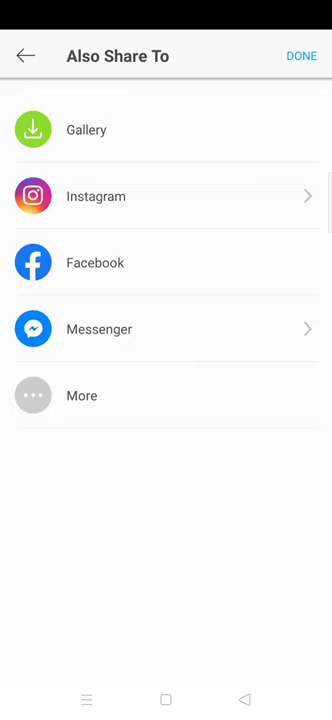 Also Share To
DONE
Gallery
Instagram
Facebook
Messenger
More